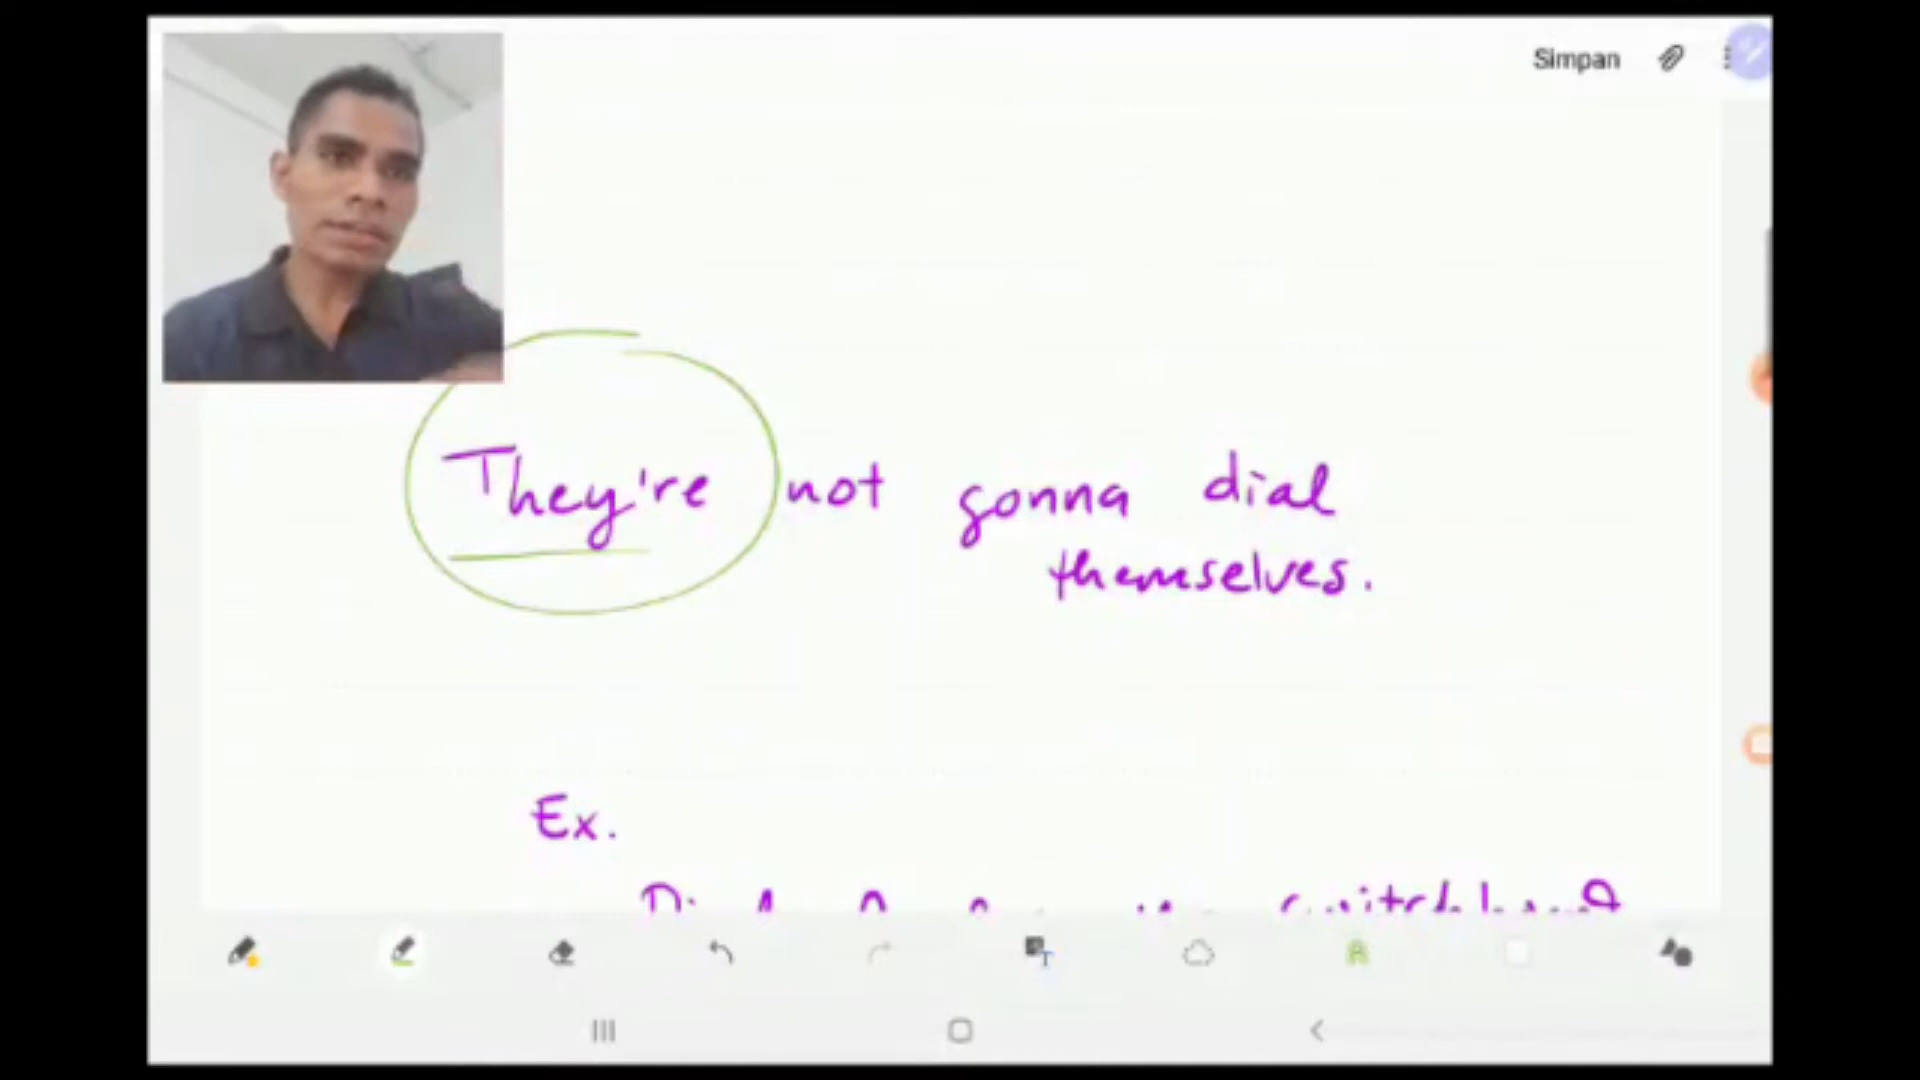 Simpan
They're not gonna dial
themselves.
Ex.